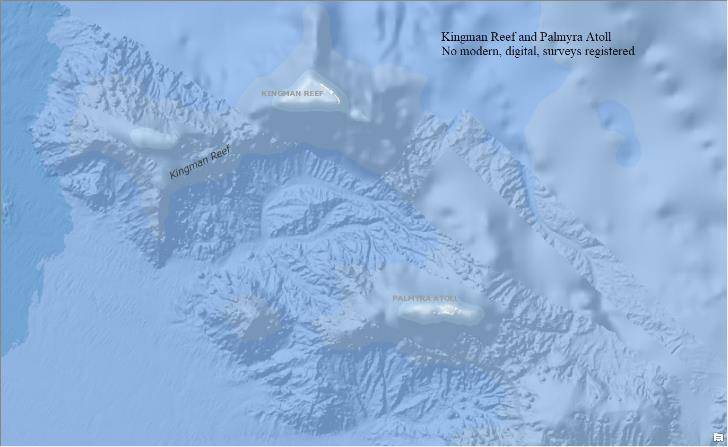 Kingman Reef and Palmyra Atoll
No modern, digital, surveys registered
KINGMAN REEF
Kingman Reef
PALMYRA ATOLL